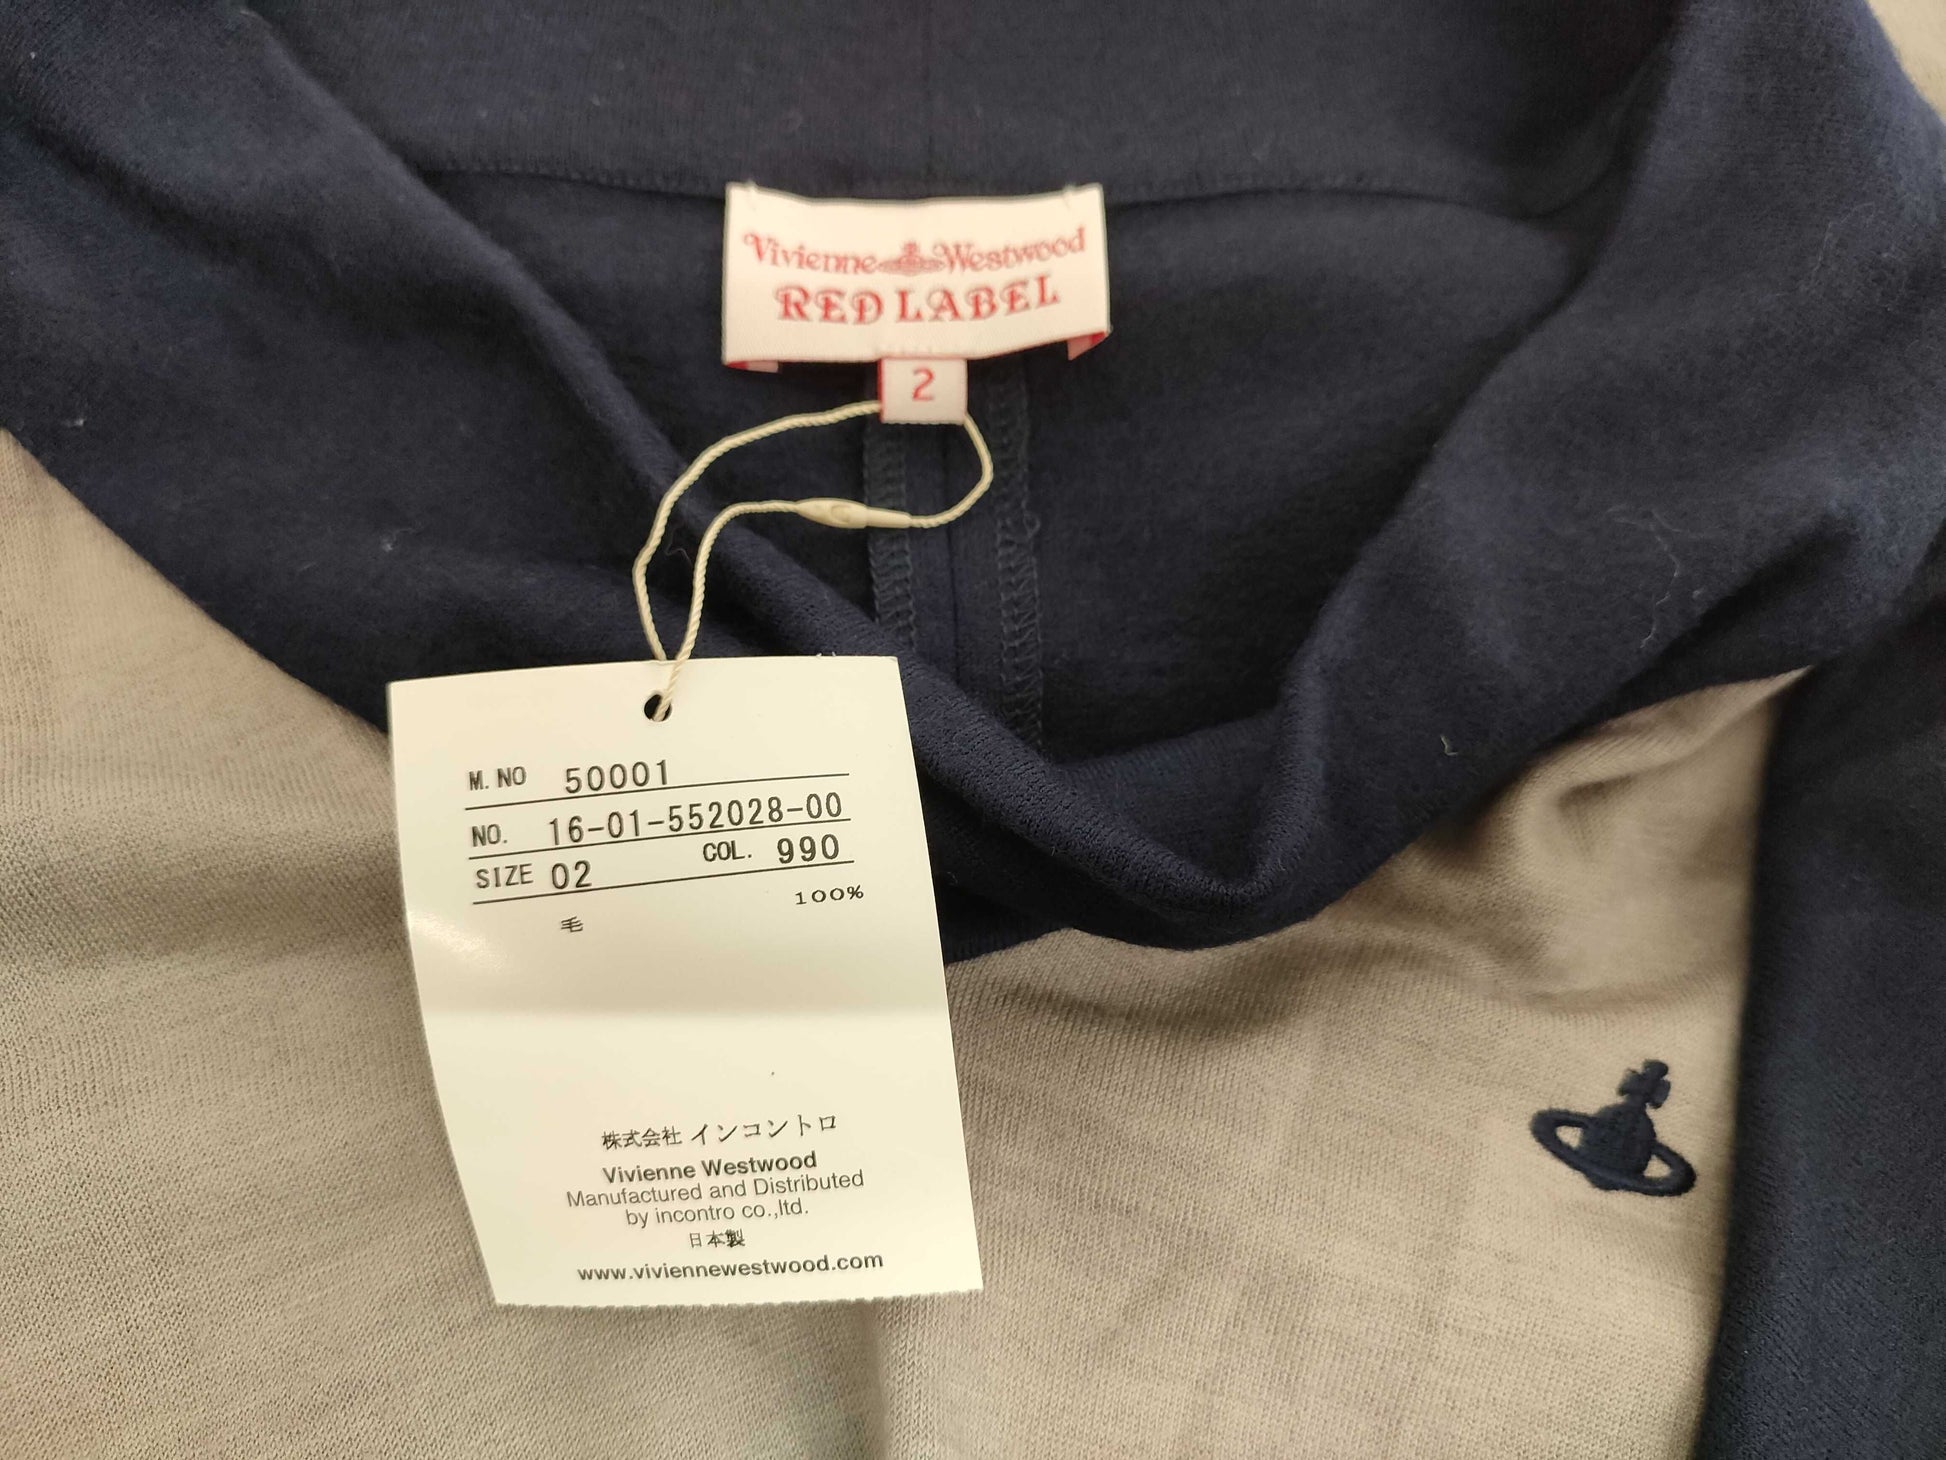 Vivienne Westwood
RED LABEL
2
M. NO 50001
NO. 16-01-552028-00
SIZE 02 COL. 990
100%
毛
株式会社 インコントロ
Vivienne Westwood
Manufactured and Distributed
by incontro co.,ltd.
日本製
www.viviennewestwood.com